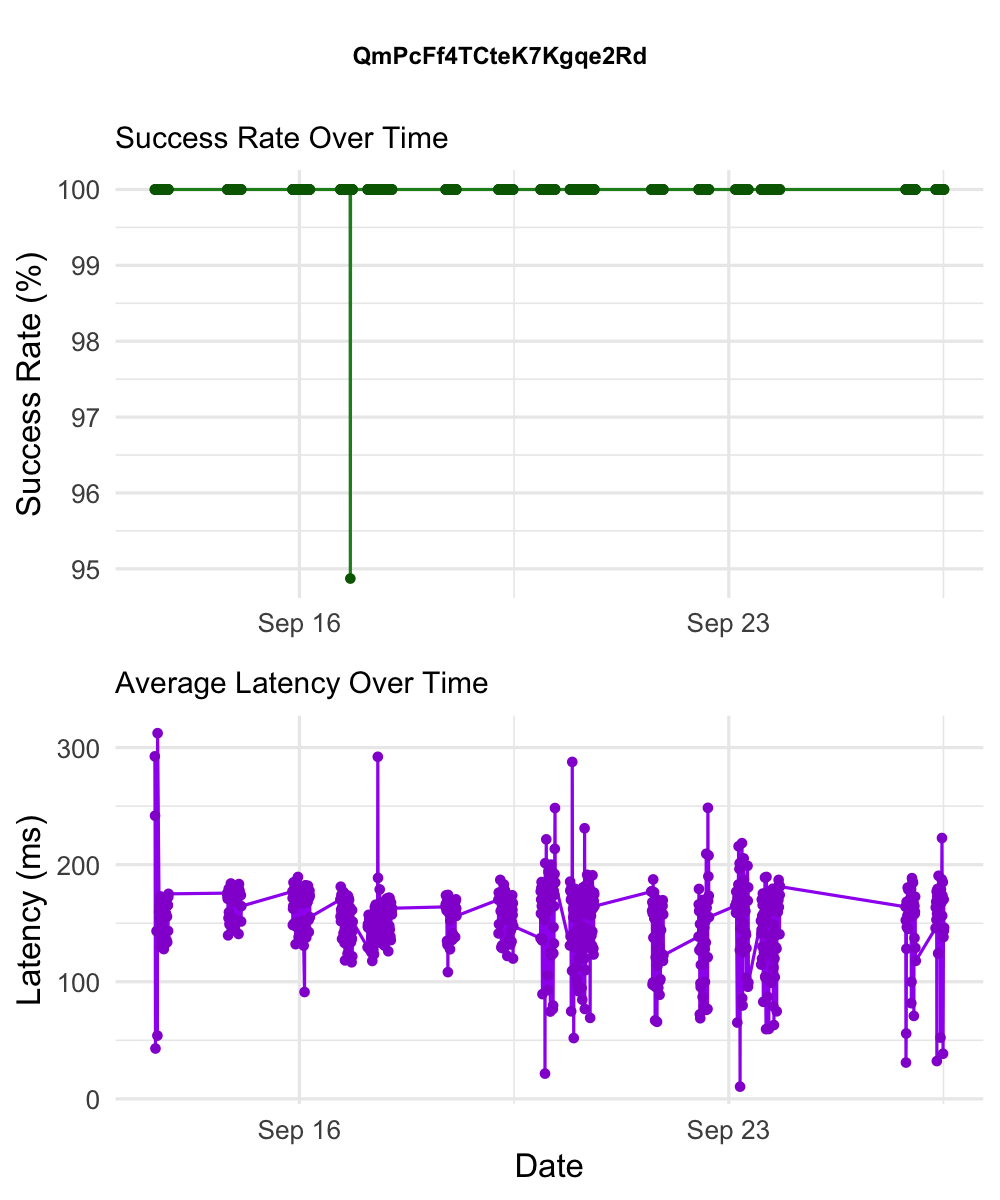 QmPcFf4TCteK7Kgqe2Rd
Success Rate Over Time
Success Rate (%)
100
99
98
97
96
95
Sep 16
Sep 23
Average Latency Over Time
Latency (ms)
300
200
100
0
Sep 16
Sep 23
Date